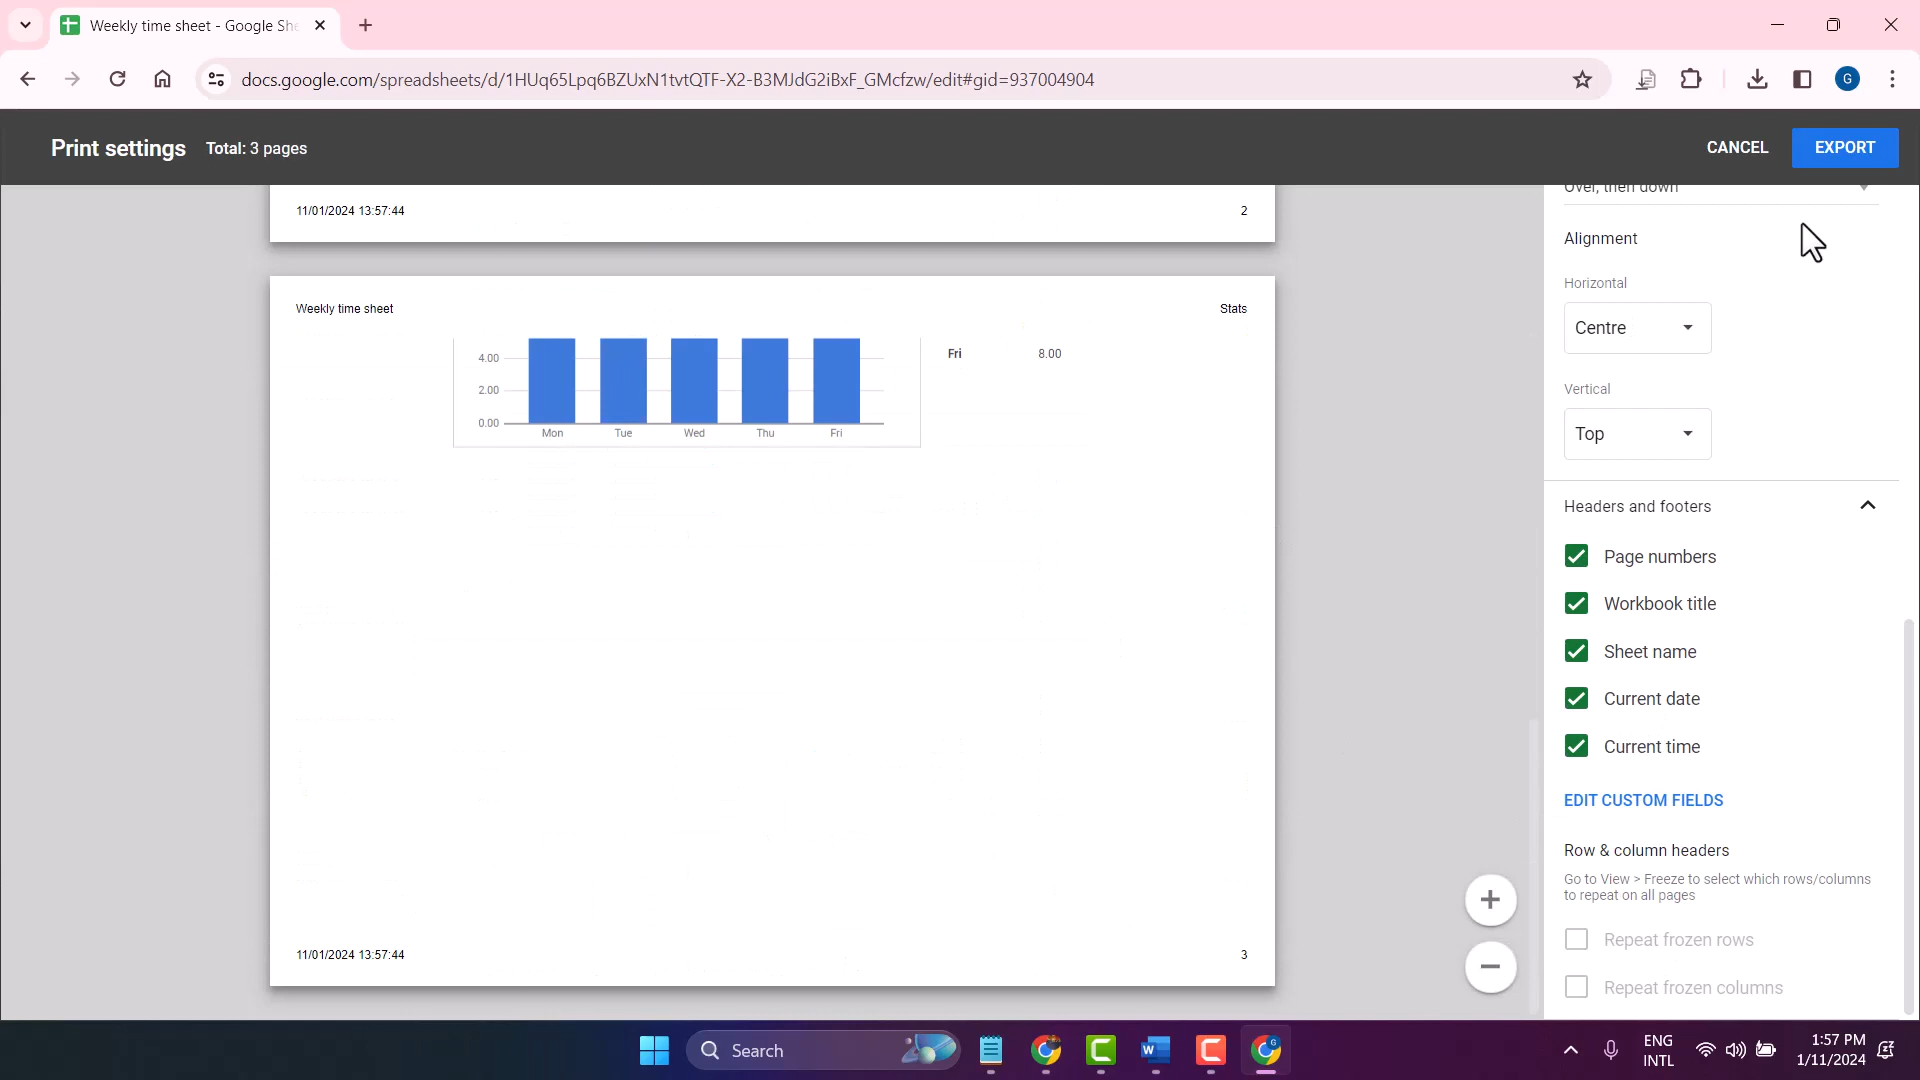 Weekly time sheet - Google She
docs.google.com/spreadsheets/d/1HUq65Lpq6BZUxN1tvtQTF-X2-B3MJdG2iBxF_GMcfzw/edit#gid=937004904
G
Print settings Total: 3 pages
CANCEL EXPORT
11/01/2024 13:57:44 2
Weekly time sheet Stats
4.00
2.00
0.00
Mon Tue Wed Thu Fri
Fri 8.00
11/01/2024 13:57:44 3
Over, then down
Alignment
Horizontal
Centre
Vertical
Top
Headers and footers
Page numbers
Workbook title
Sheet name
Current date
Current time
EDIT CUSTOM FIELDS
Row & column headers
Go to View > Freeze to select which rows/columns
to repeat on all pages
Repeat frozen rows
Repeat frozen columns
Search
ENG
INTL
1:57 PM
1/11/2024